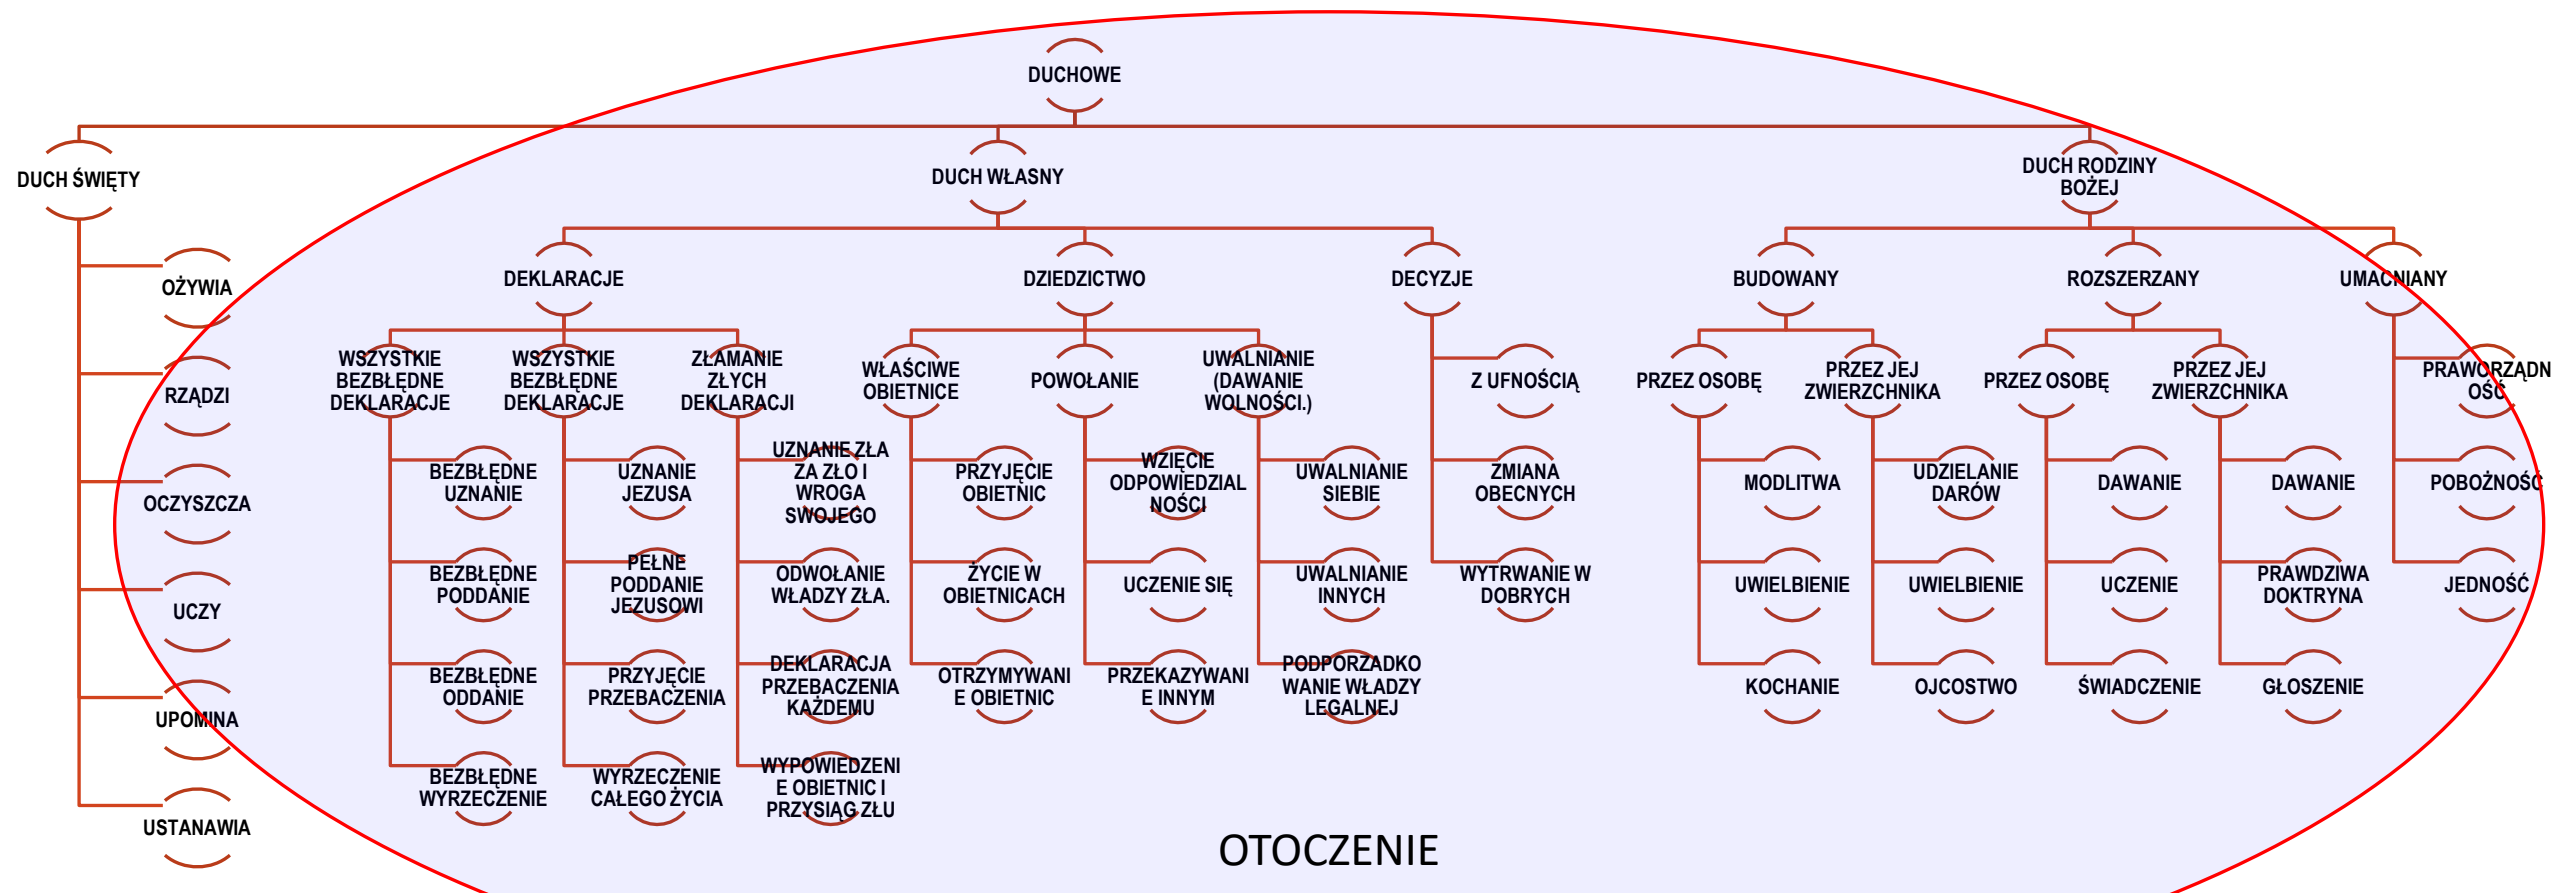 DUCHOWE
DUCH ŚWIĘTY
OŻYWIA
RZĄDZI
OCZYSZCZA
UCZY
UPOMINA
USTANAWIA
DUCH WŁASNY
DEKLARACJE
WSZYSTKIE
BEZBŁĘDNE
DEKLARACJE
BEZBŁĘDNE
UZNANIE
BEZBŁĘDNE
PODDANIE
BEZBŁĘDNE
ODDANIE
BEZBŁĘDNE
WYRZECZENIE
WSZYSTKIE
BEZBŁĘDNE
DEKLARACJE
UZNANIE
JEZUSA
PEŁNE
PODDANIE
JEZUSOWI
PRZYJĘCIE
PRZEBACZENIA
WYRZECZENIE
CAŁEGO ŻYCIA
ZŁAMANIE
ZŁYCH
DEKLARACJI
UZNANIE ZŁA
ZA ZŁO I
WROGA
SWOJEGO
ODWOŁANIE
WŁADZY ZŁA.
DEKLARACJA
PRZEBACZENIA
KAŻDEMU
WYPOWIEDZENI
E OBIETNIC I
PRZYSIĄG ZŁU
DZIEDZICTWO
WŁAŚCIWE
OBIETNICE
PRZYJĘCIE
OBIETNIC
ŻYCIE W
OBIETNICACH
OTRZYMYWANI
E OBIETNIC
POWOŁANIE
WZIĘCIE
ODPOWIEDZIAL
NOŚCI
UCZENIE SIĘ
PRZEKAZYWANI
E INNYM
UWALNIANIE
(DAWANIE
WOLNOŚCI.)
UWALNIANIE
SIEBIE
UWALNIANIE
INNYCH
PODPORZADKO
WANIE WŁADZY
LEGALNEJ
DECYZJE
Z UFNOŚCIĄ
ZMIANA
OBECNYCH
WYTRWANIE W
DOBRYCH
DUCH RODZINY
BOŻEJ
BUDOWANY
PRZEZ OSOBĘ
MODLITWA
UWIELBIENIE
KOCHANIE
PRZEZ JEJ
ZWIERZCHNIKA
UDZIELANIE
DARÓW
UWIELBIENIE
OJCOSTWO
ROZSZERZANY
PRZEZ OSOBĘ
DAWANIE
UCZENIE
ŚWIADCZENIE
PRZEZ JEJ
ZWIERZCHNIKA
DAWANIE
PRAWDZIWA
DOKTRYNA
GŁOSZENIE
UMACNIANY
PRAWORZĄDN
OŚĆ
POBOŻNOŚĆ
JEDNOŚĆ
OTOCZENIE